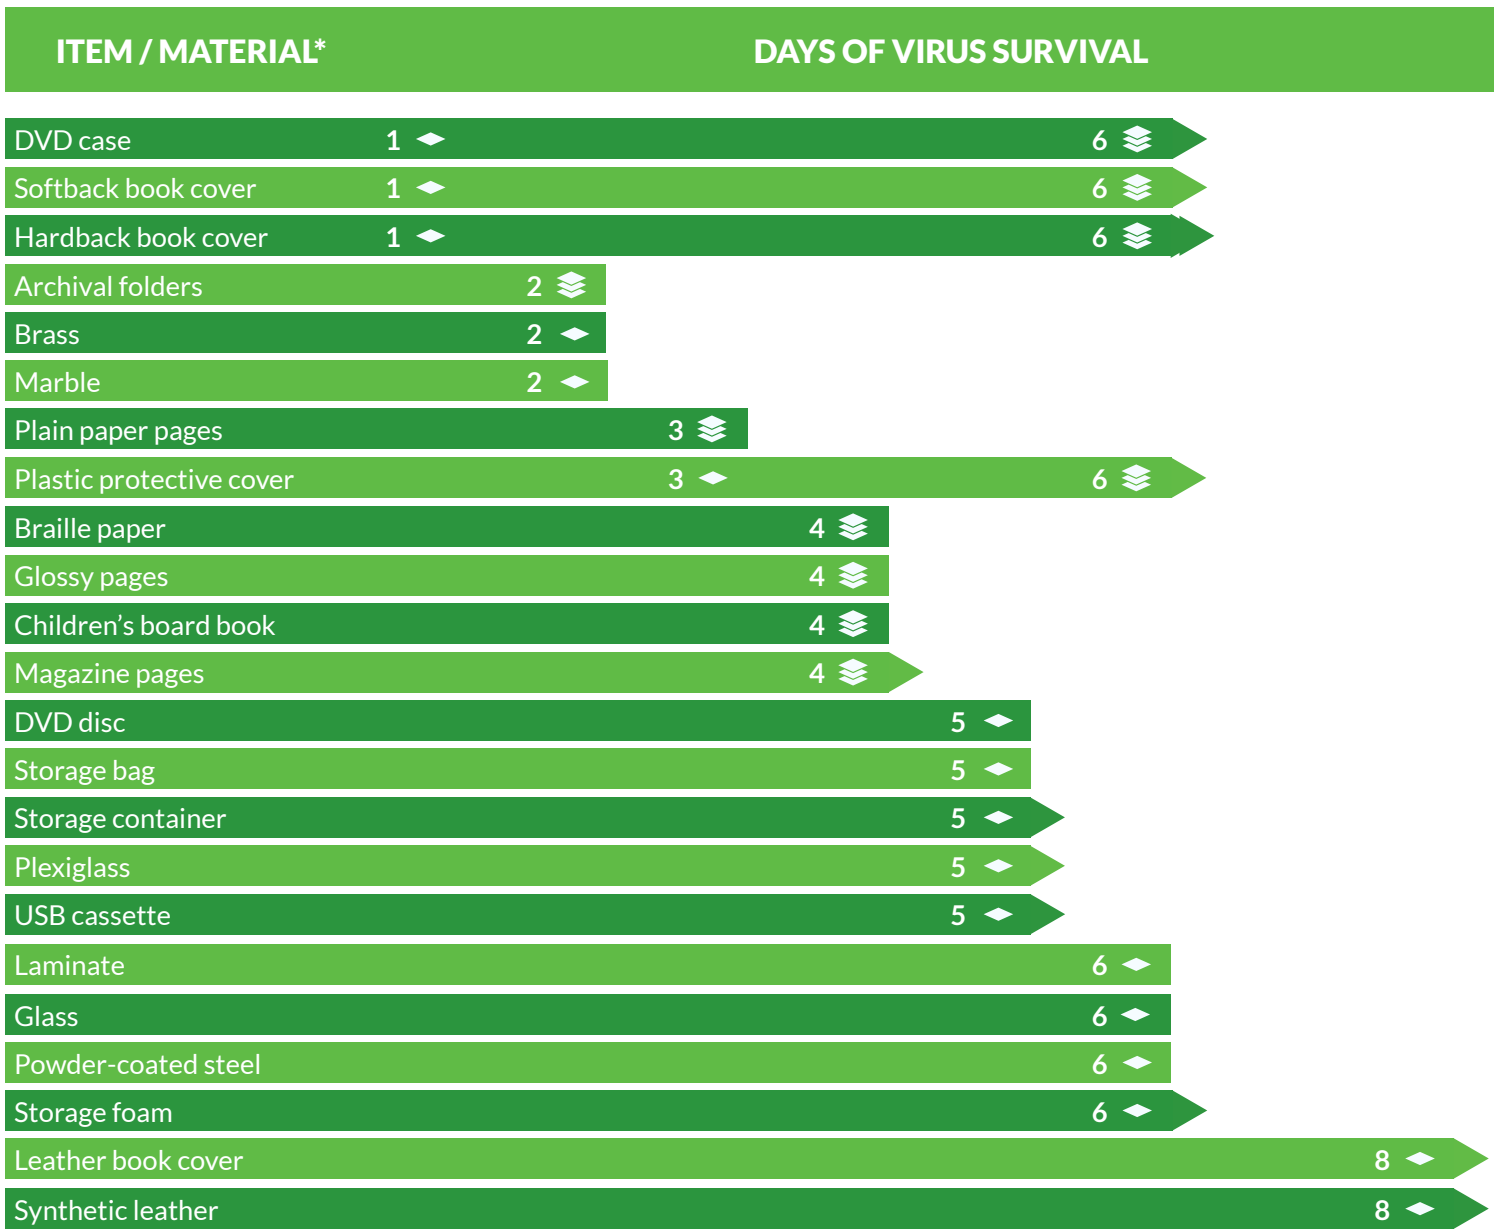 ITEM / MATERIAL* DAYS OF VIRUS SURVIVAL
DVD case 1 6
Softback book cover 1 6
Hardback book cover 1 6
Archival folders 2
Brass 2
Marble 2
Plain paper pages 3
Plastic protective cover 3 6
Braille paper 4
Glossy pages 4
Children’s board book 4
Magazine pages 4
DVD disc 5
Storage bag 5
Storage container 5
Plexiglass 5
USB cassette 5
Laminate 6
Glass 6
Powder-coated steel 6
Storage foam 6
Leather book cover 8
Synthetic leather 8